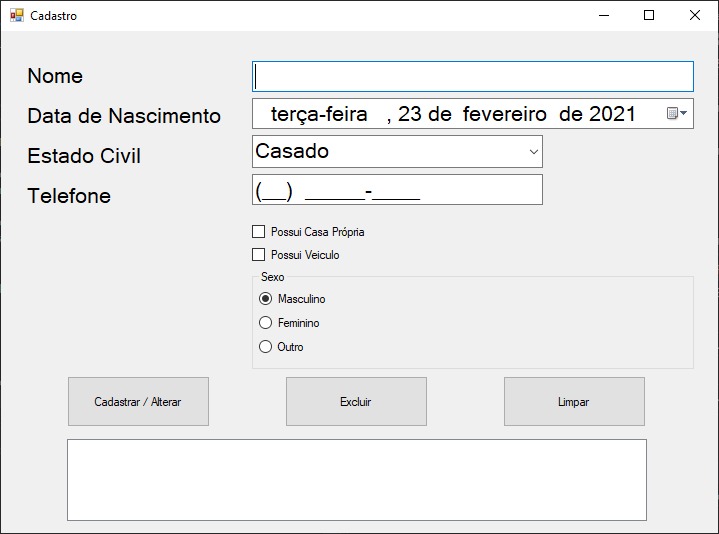 Cadastro
Nome
Data de Nascimento
terça-feira , 23 de fevereiro de 2021
Estado Civil
Casado
Telefone
(__) _____-____
Possui Casa Própria
Possui Veiculo
Sexo
Masculino
Feminino
Outro
Cadastrar / Alterar
Excluir
Limpar